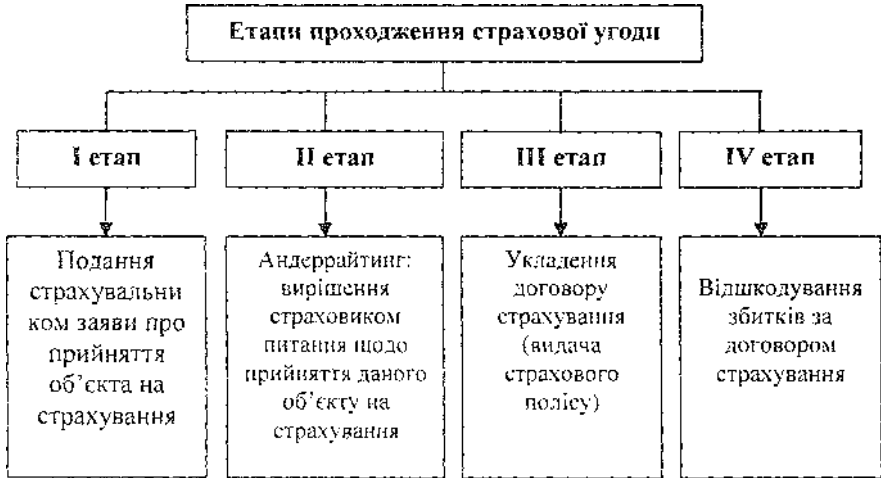 Етапи проходження страхової угоди
І етап
ІІ етап
ІІІ етап
IV етап
Подання
страхувальни
ком заяви про
прийняття
об’єкта на
страхування
Андеррайтинг:
вирішення
страховиком
питання щодо
прийняття даного
об’єкту на
страхування
Укладення
договору
страхування
(видача
страхового
полісу)
Відшкодування
збитків за
договором
страхування